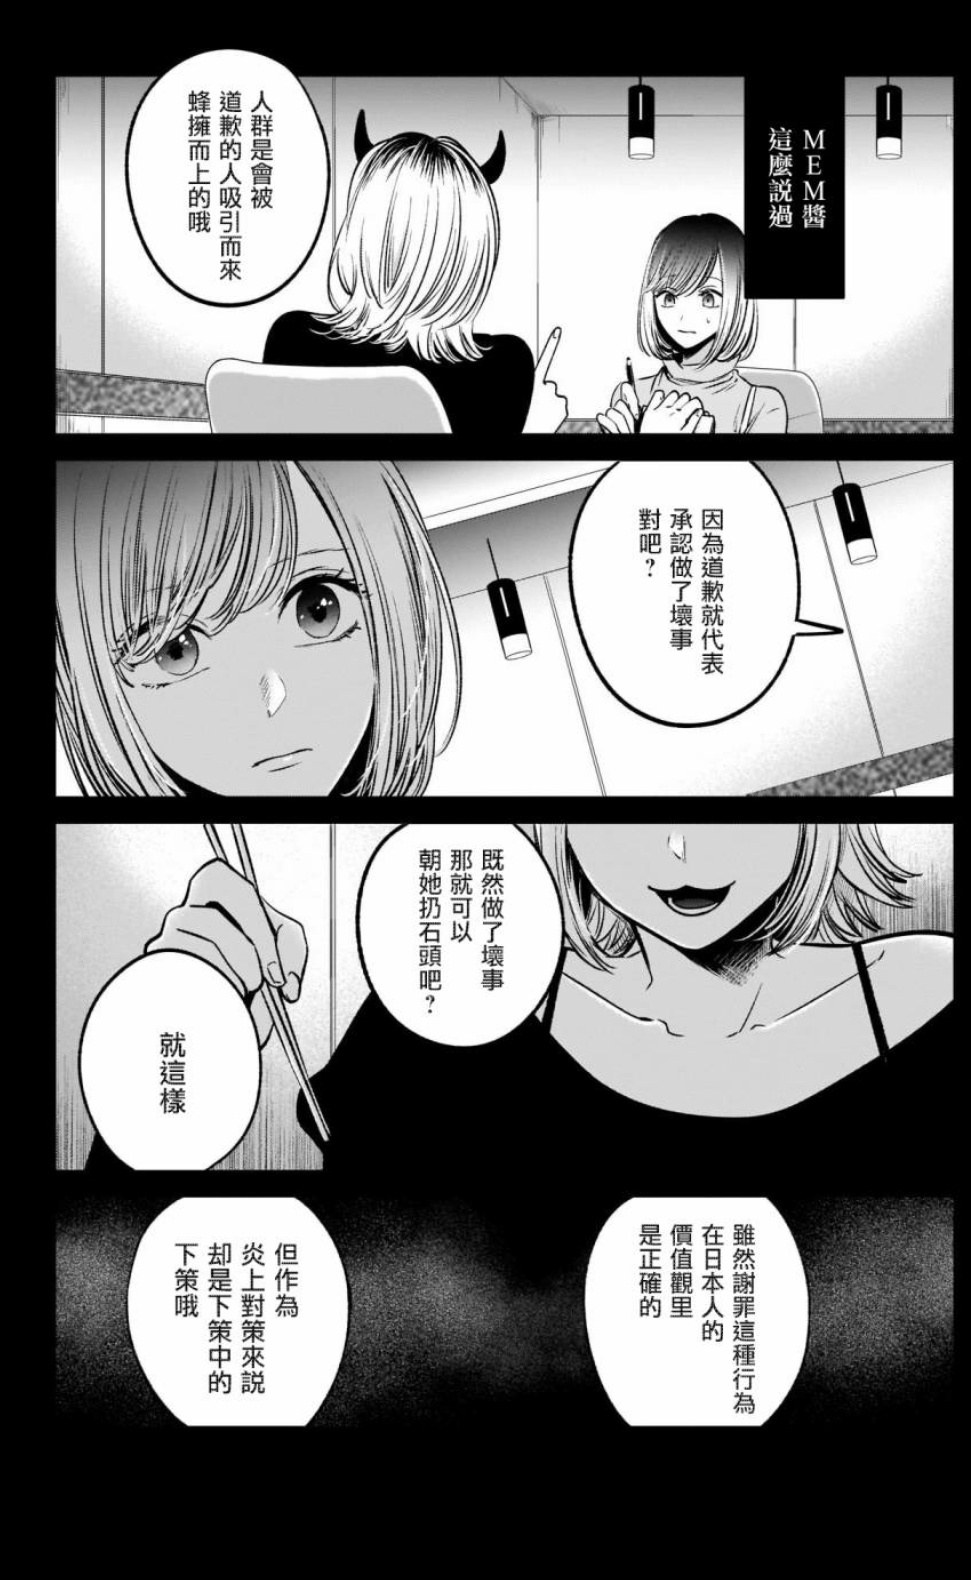 MEM醬
這麼説過
人群是會被
道歉的人吸引而來
蜂擁而上的哦
因為道歉就代表
承認做了壞事
對吧？
既然做了壞事
那就可以
朝她扔石頭吧？
就這樣
雖然謝罪這種行為
在日本人的
價值觀里
是正確的
但作為
炎上對策來説
却是下策中的
下策哦